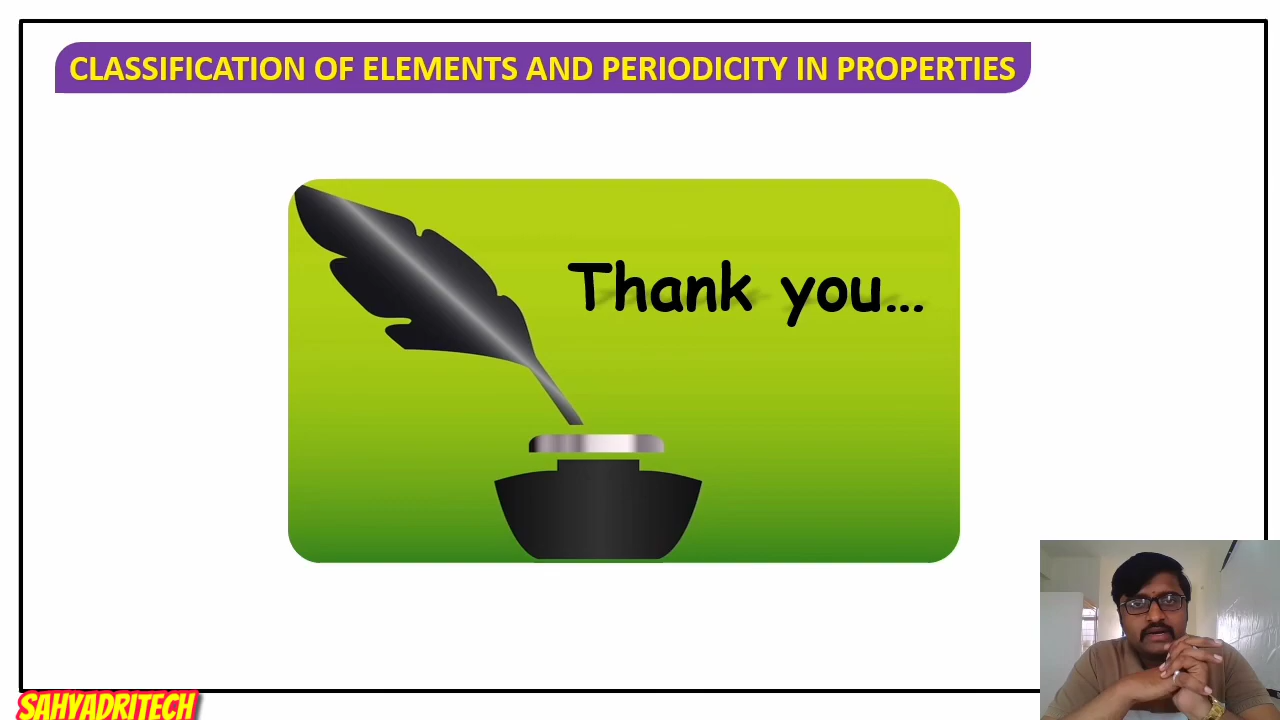 CLASSIFICATION OF ELEMENTS AND PERIODICITY IN PROPERTIES
Thank you...
SAHYADRITECH